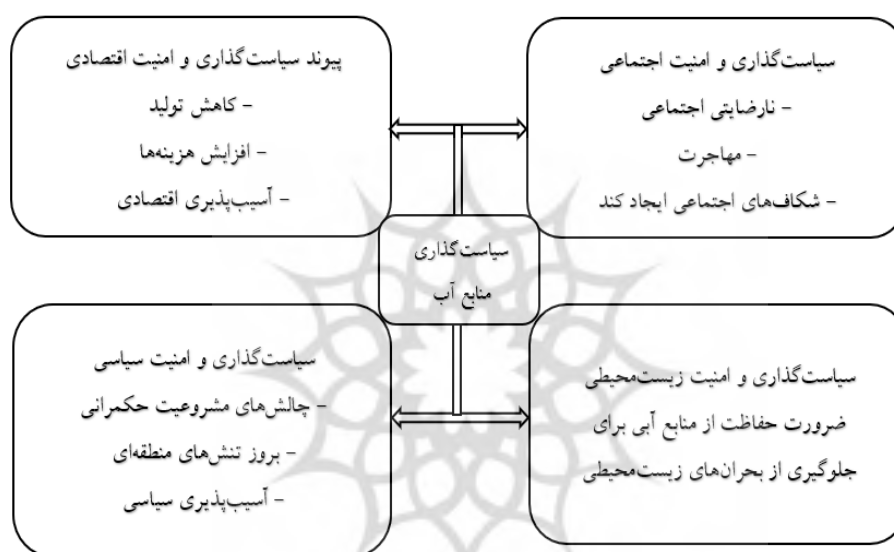 سیاست‌گذاری و امنیت اجتماعی
- نارضایتی اجتماعی
- مهاجرت
- شکاف‌های اجتماعی ایجاد کند
پیوند سیاست‌گذاری و امنیت اقتصادی
- کاهش تولید
- افزایش هزینه‌ها
- آسیب‌پذیری اقتصادی
سیاست‌گذاری
منابع آب
سیاست‌گذاری و امنیت زیست‌محیطی
ضرورت حفاظت از منابع آبی برای
جلوگیری از بحران‌های زیست‌محیطی
سیاست‌گذاری و امنیت سیاسی
- چالش‌های مشروعیت حکمرانی
- بروز تنش‌های منطقه‌ای
- آسیب‌پذیری سیاسی